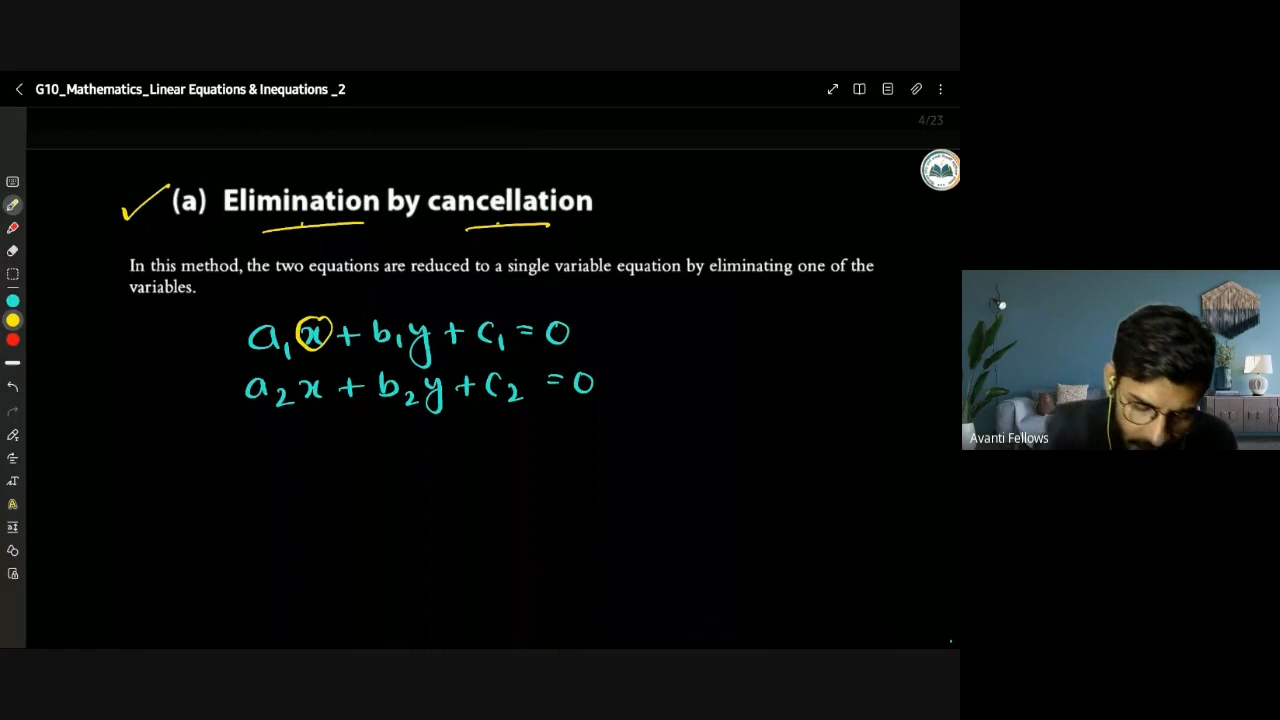 G10_Mathematics_Linear Equations & Inequations _2
4/23
(a) Elimination by cancellation
In this method, the two equations are reduced to a single variable equation by eliminating one of the
variables.
a₁x + b₁y + c₁ = 0
a₂x + b₂y + c₂ = 0
Avanti Fellows